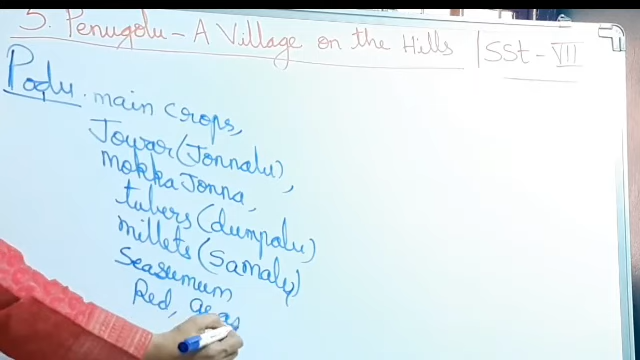 5. Penugolu - A Village on the Hills | SSt - VII
Podu. main crops,
Jowar (Jonnalu),
mokka Jonna,
tubers (dumpalu)
millets (Samalu)
Seasumum
Red,